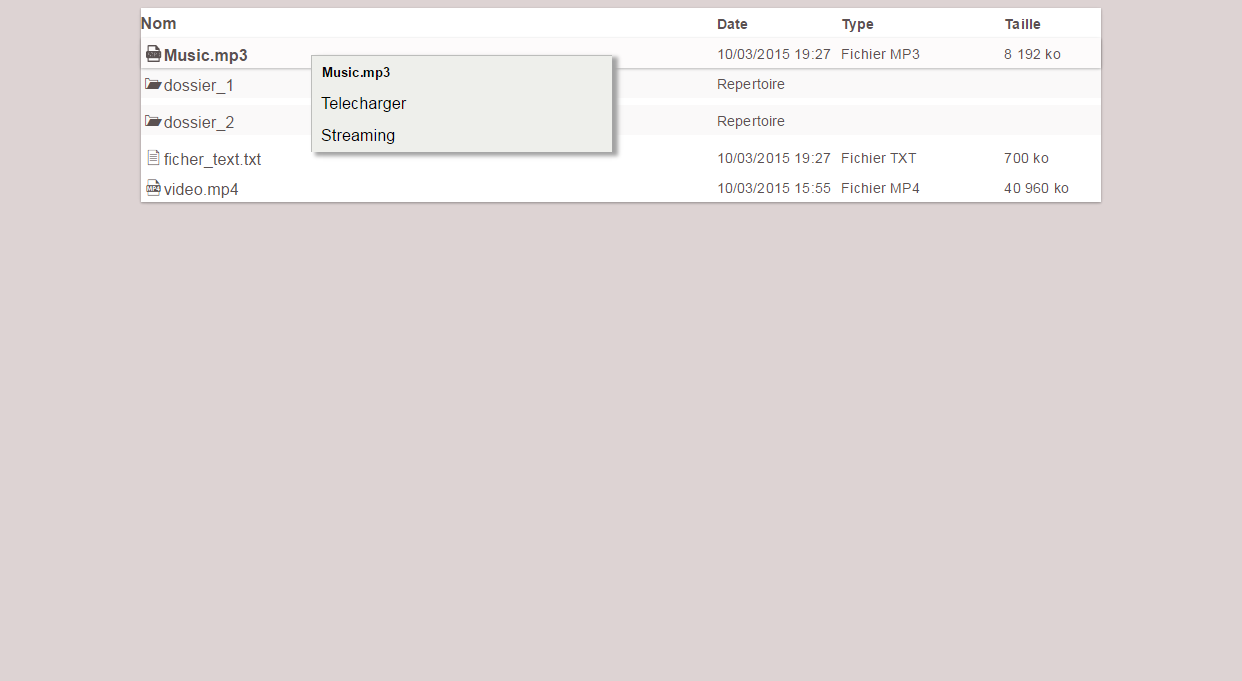 Nom Date Type Taille
Music.mp3 10/03/2015 19:27 Fichier MP3 8 192 ko
Music.mp3
dossier_1 Repertoire
Telecharger
dossier_2 Repertoire
Streaming
ficher_text.txt 10/03/2015 19:27 Fichier TXT 700 ko
video.mp4 10/03/2015 15:55 Fichier MP4 40 960 ko